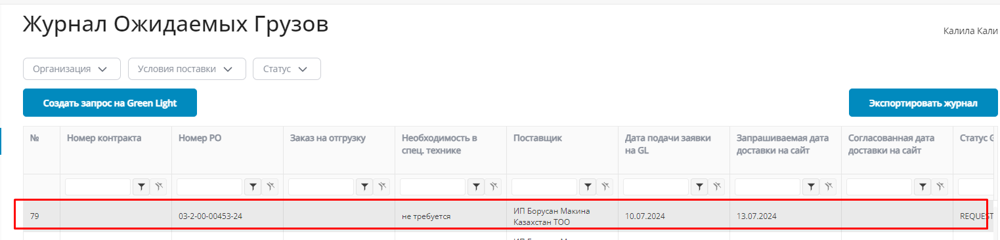 Журнал Ожидаемых Грузов
Калила Кали
Организация
Условия поставки
Статус
Создать запрос на Green Light
Экспортировать журнал
№
Номер контракта
Номер PO
Заказ на отгрузку
Необходимость в
спец. технике
Поставщик
Дата подачи заявки
на GL
Запрашиваемая дата
доставки на сайт
Согласованная дата
доставки на сайт
Статус G
79
03-2-00-00453-24
не требуется
ИП Борусан Макина
Казахстан ТОО
10.07.2024
13.07.2024
REQUEST